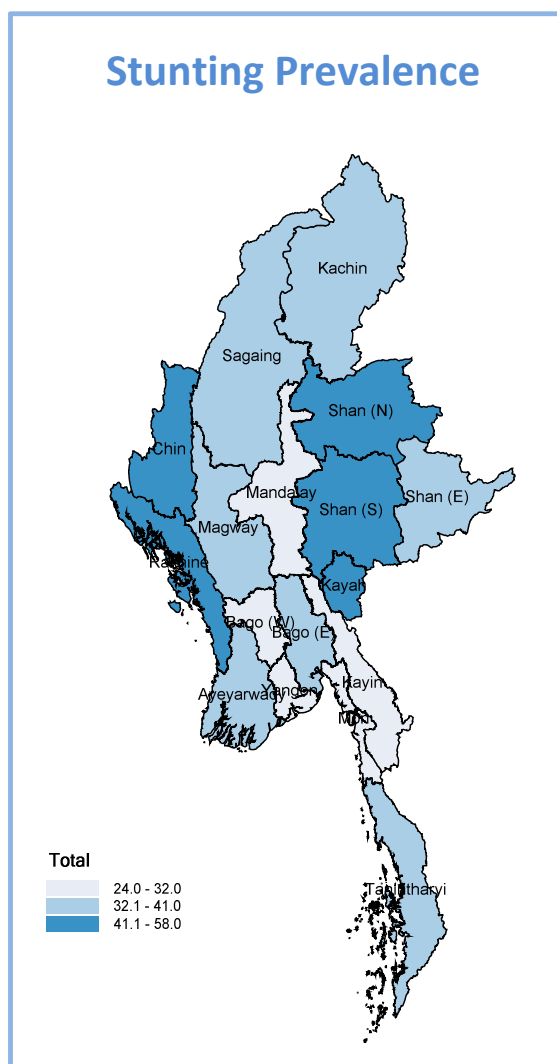 Stunting Prevalence
Kachin
Sagaing
Shan (N)
Chin
Mandalay
Shan (E)
Shan (S)
Magway
Rakhine
Kayah
Bago (W)
Bago (E)
Kayin
Ayeyarwady
Yangon
Mon
Tanintharyi
Total
24.0 - 32.0
32.1 - 41.0
41.1 - 58.0